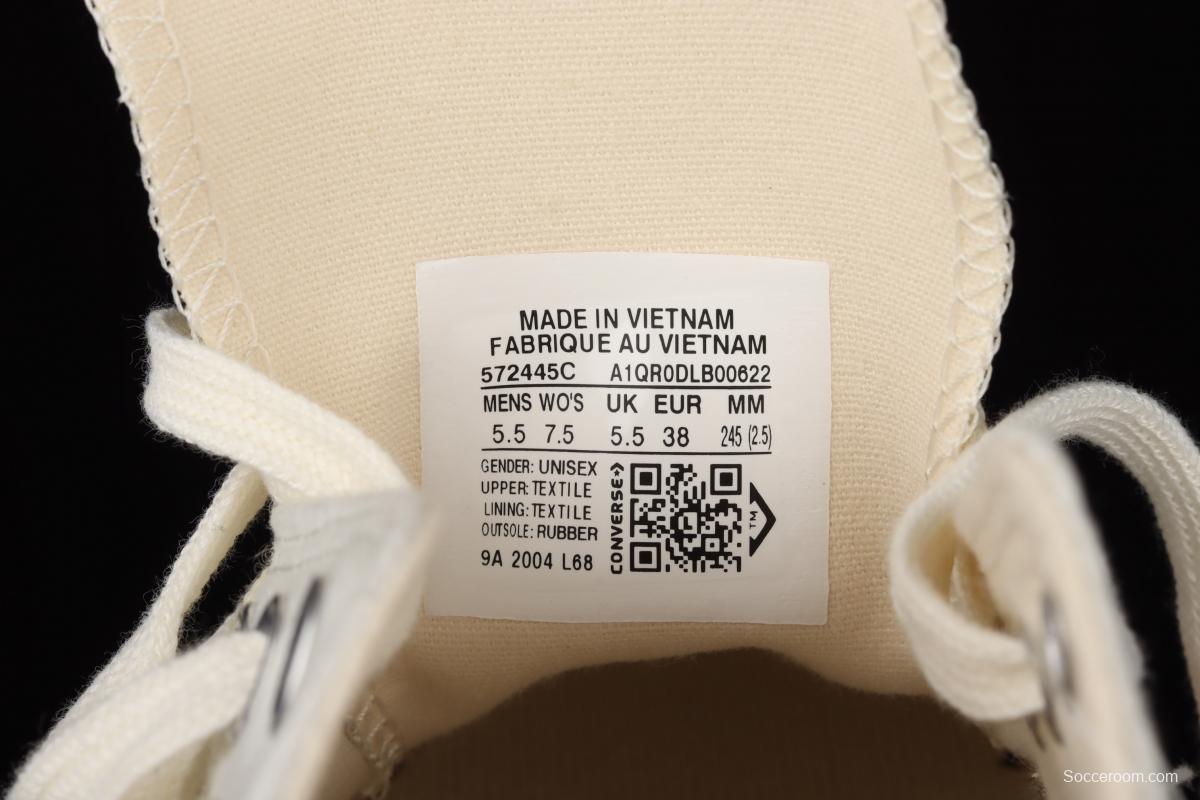 MADE IN VIETNAM
FABRIQUE AU VIETNAM
572445C A1QR0DLB00622
MENS WO'S UK EUR MM
5.5 7.5 5.5 38 245 (2.5)
GENDER: UNISEX
UPPER: TEXTILE
LINING: TEXTILE
OUTSOLE: RUBBER
9A 2004 L68
CONVERSE
TM
Socceroom.com